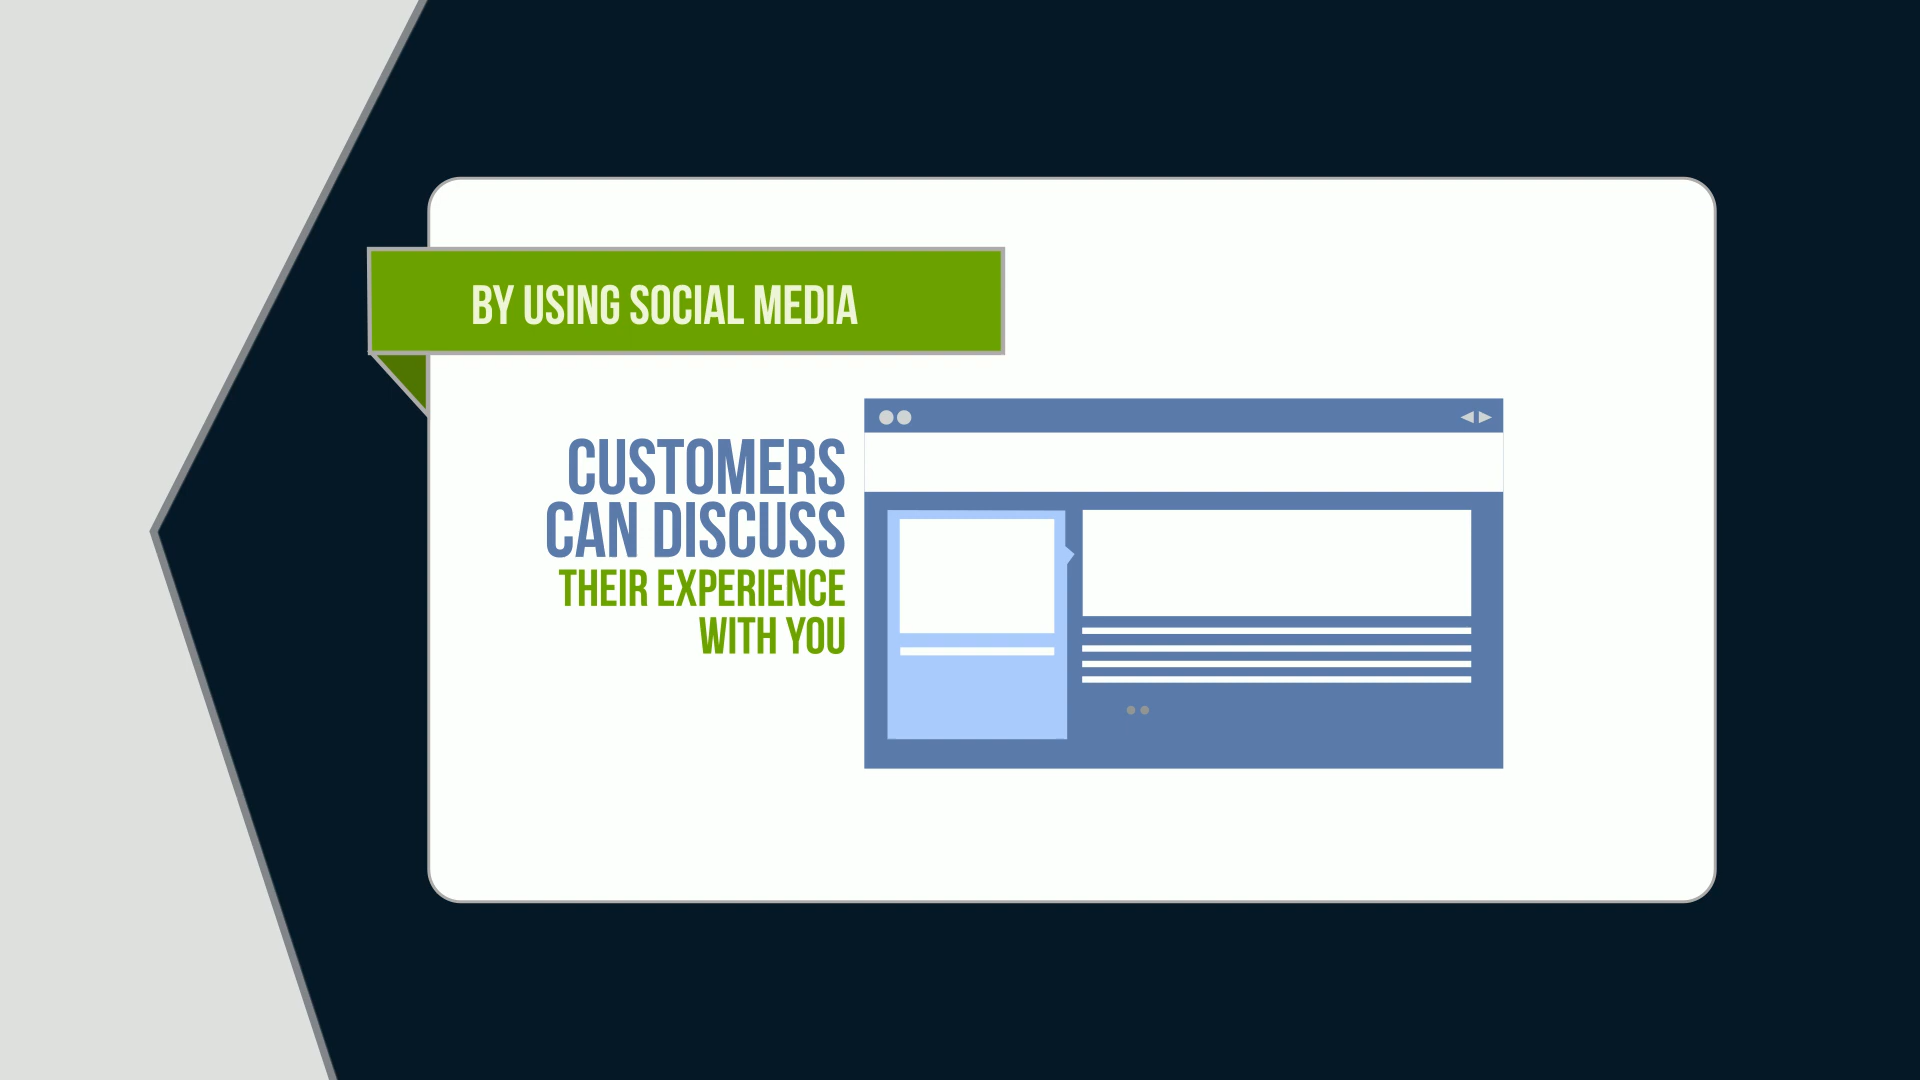 BY USING SOCIAL MEDIA
CUSTOMERS
CAN DISCUSS
THEIR EXPERIENCE
WITH YOU